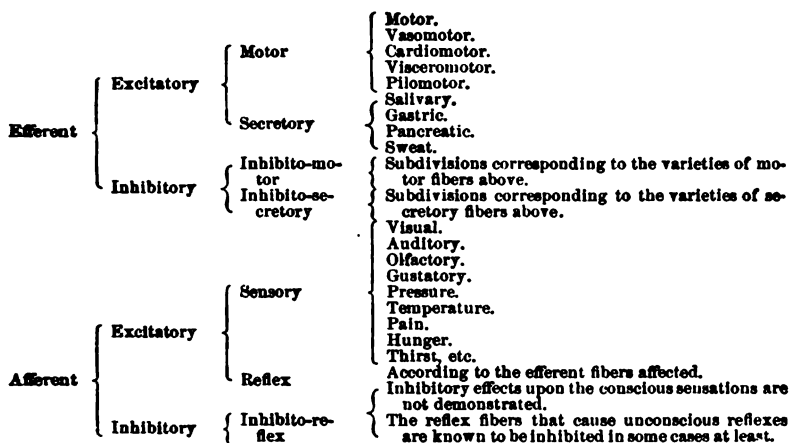 Efferent
Excitatory
Motor
Motor.
Vasomotor.
Cardiomotor.
Visceromotor.
Pilomotor.
Secretory
Salivary.
Gastric.
Pancreatic.
Sweat.
Inhibitory
Inhibito-mo-
tor
Subdivisions corresponding to the varieties of mo-
tor fibers above.
Inhibito-se-
cretory
Subdivisions corresponding to the varieties of se-
cretory fibers above.
Afferent
Excitatory
Sensory
Visual.
Auditory.
Olfactory.
Gustatory.
Pressure.
Temperature.
Pain.
Hunger.
Thirst, etc.
Reflex
According to the efferent fibers affected.
Inhibitory
Inhibito-re-
flex
Inhibitory effects upon the conscious sensations are
not demonstrated.
The reflex fibers that cause unconscious reflexes
are known to be inhibited in some cases at least.